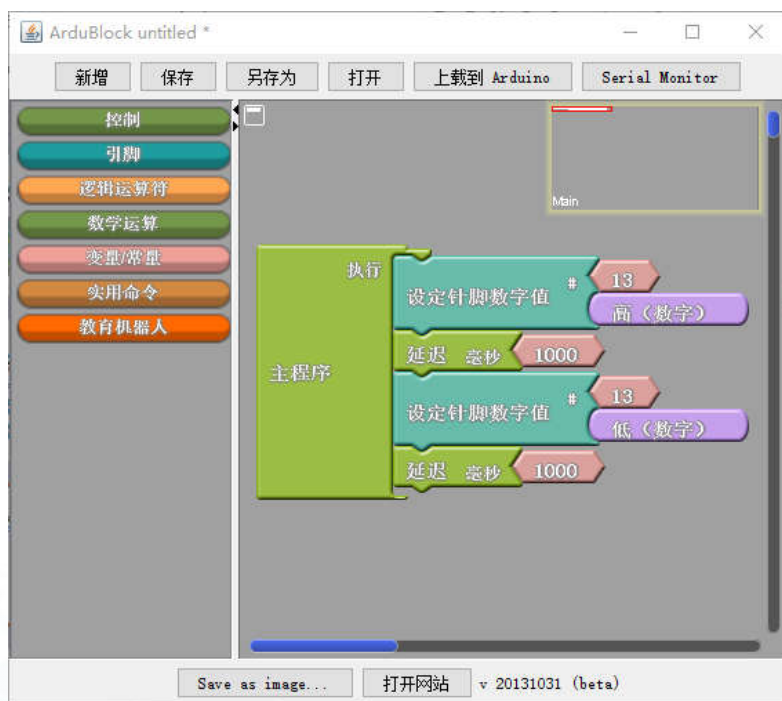 ArduBlock untitled *
新增 保存 另存为 打开 上载到 Arduino Serial Monitor
控制
引脚
逻辑运算符
数学运算
变量/常量
实用命令
教育机器人
Main
主程序
执行
设定针脚数字值 # 13
高（数字）
延迟 毫秒 1000
设定针脚数字值 # 13
低（数字）
延迟 毫秒 1000
Save as image... 打开网站 v 20131031 (beta)